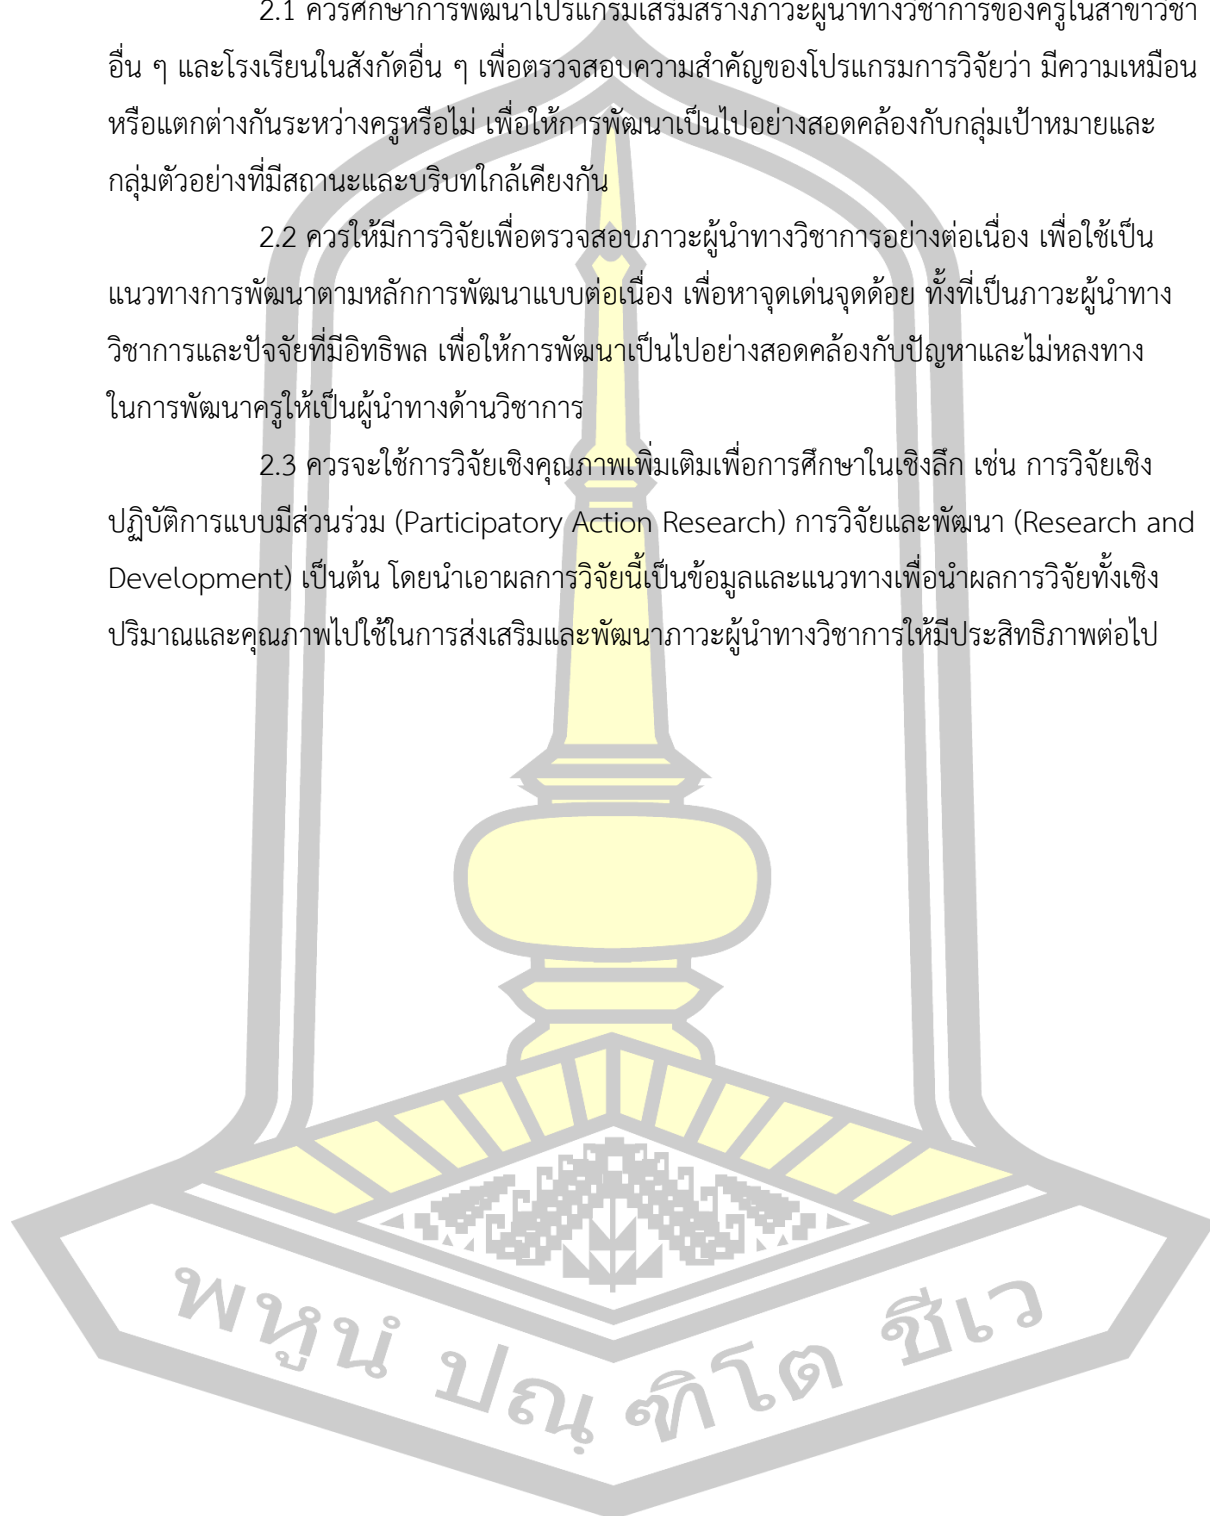 2.1 ควรศึกษาการพัฒนาโปรแกรมเสริมสร้างภาวะผู้นำทางวิชาการของครูในสาขาวิชา
อื่น ๆ และโรงเรียนในสังกัดอื่น ๆ เพื่อตรวจสอบความสำคัญของโปรแกรมการวิจัยว่า มีความเหมือน
หรือแตกต่างกันระหว่างครูหรือไม่ เพื่อให้การพัฒนาเป็นไปอย่างสอดคล้องกับกลุ่มเป้าหมายและ
กลุ่มตัวอย่างที่มีสถานะและบริบทใกล้เคียงกัน
2.2 ควรให้มีการวิจัยเพื่อตรวจสอบภาวะผู้นำทางวิชาการอย่างต่อเนื่อง เพื่อใช้เป็น
แนวทางการพัฒนาตามหลักการพัฒนาแบบต่อเนื่อง เพื่อหาจุดเด่นจุดด้อย ทั้งที่เป็นภาวะผู้นำทาง
วิชาการและปัจจัยที่มีอิทธิพล เพื่อให้การพัฒนาเป็นไปอย่างสอดคล้องกับปัญหาและไม่หลงทาง
ในการพัฒนาครูให้เป็นผู้นำทางด้านวิชาการ
2.3 ควรจะใช้การวิจัยเชิงคุณภาพเพิ่มเติมเพื่อการศึกษาในเชิงลึก เช่น การวิจัยเชิง
ปฏิบัติการแบบมีส่วนร่วม (Participatory Action Research) การวิจัยและพัฒนา (Research and
Development) เป็นต้น โดยนำเอาผลการวิจัยนี้เป็นข้อมูลและแนวทางเพื่อนำผลการวิจัยทั้งเชิง
ปริมาณและคุณภาพไปใช้ในการส่งเสริมและพัฒนาภาวะผู้นำทางวิชาการให้มีประสิทธิภาพต่อไป
พหูนํ ปณฺ ฑิโต ชีเว